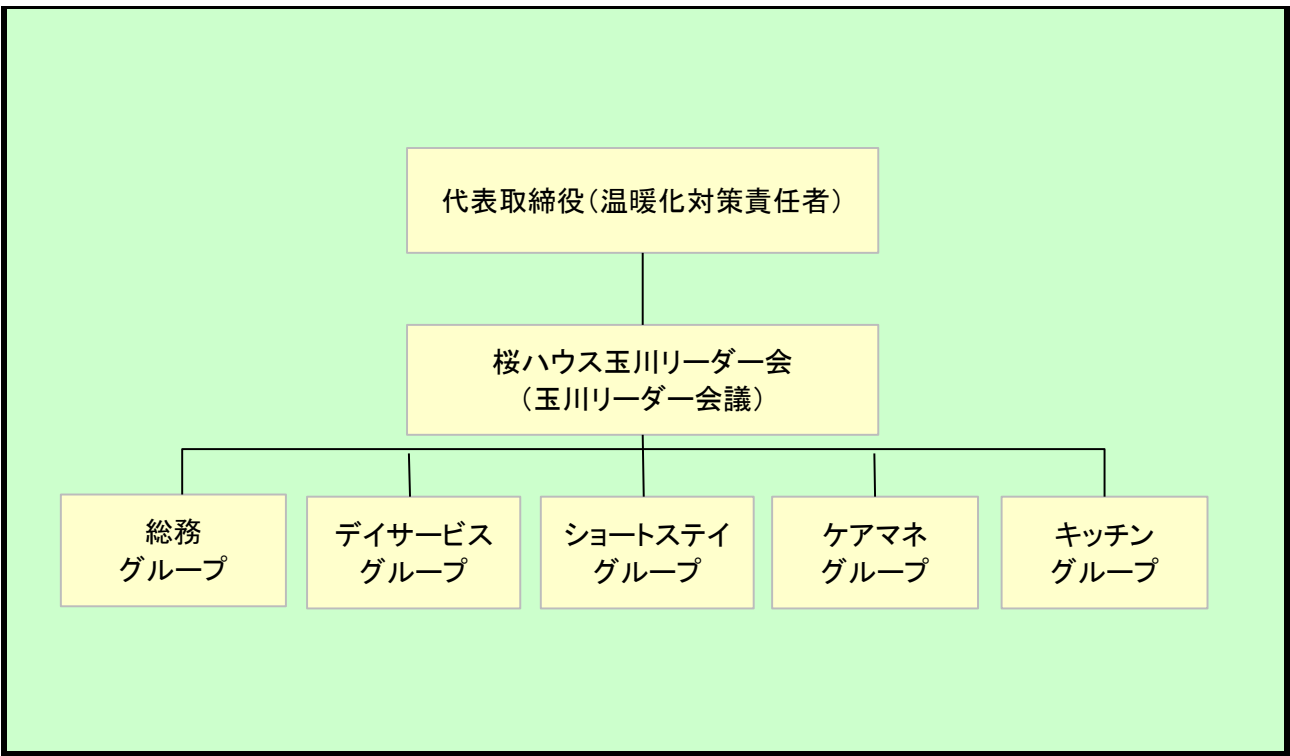 代表取締役(温暖化対策責任者)
桜ハウス玉川リーダー会
(玉川リーダー会議)
総務
グループ
デイサービス
グループ
ショートステイ
グループ
ケアマネ
グループ
キッチン
グループ